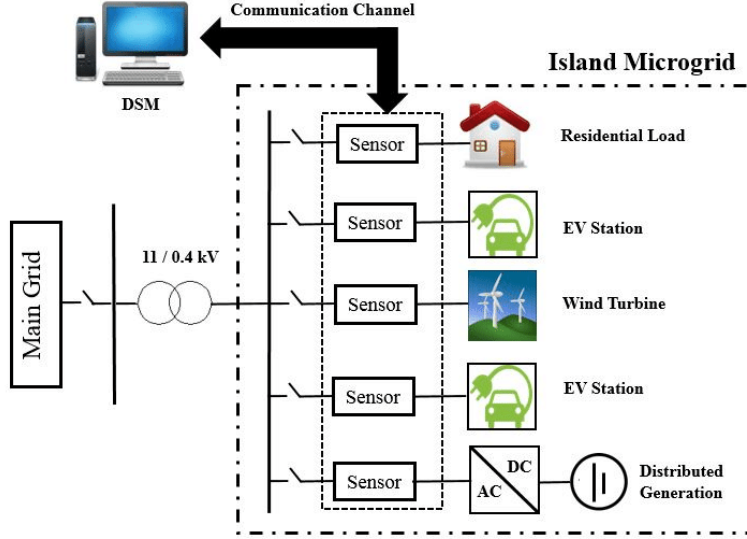 Communication Channel
DSM
Island Microgrid
Sensor
Residential Load
Sensor
EV Station
Main Grid
11 / 0.4 kV
Sensor
Wind Turbine
Sensor
EV Station
Sensor
AC
DC
Distributed
Generation